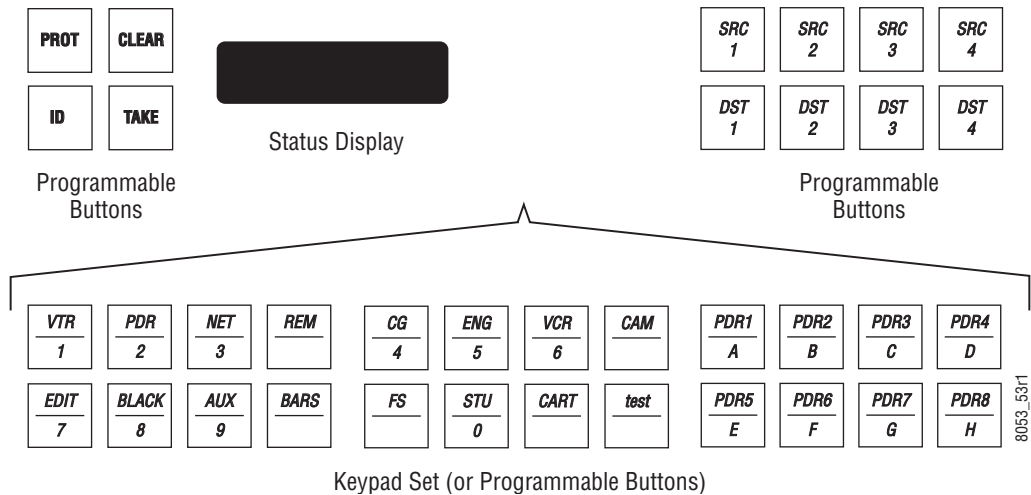 PROT CLEAR
ID TAKE
Programmable
Buttons
Status Display
SRC SRC SRC SRC
1 2 3 4
DST DST DST DST
1 2 3 4
Programmable
Buttons
VTR PDR NET REM CG ENG VCR CAM PDR1 PDR2 PDR3 PDR4
1 2 3 4 5 6 A B C D
EDIT BLACK AUX BARS FS STU CART test PDR5 PDR6 PDR7 PDR8
7 8 9 0 E F G H
8053_53r1
Keypad Set (or Programmable Buttons)